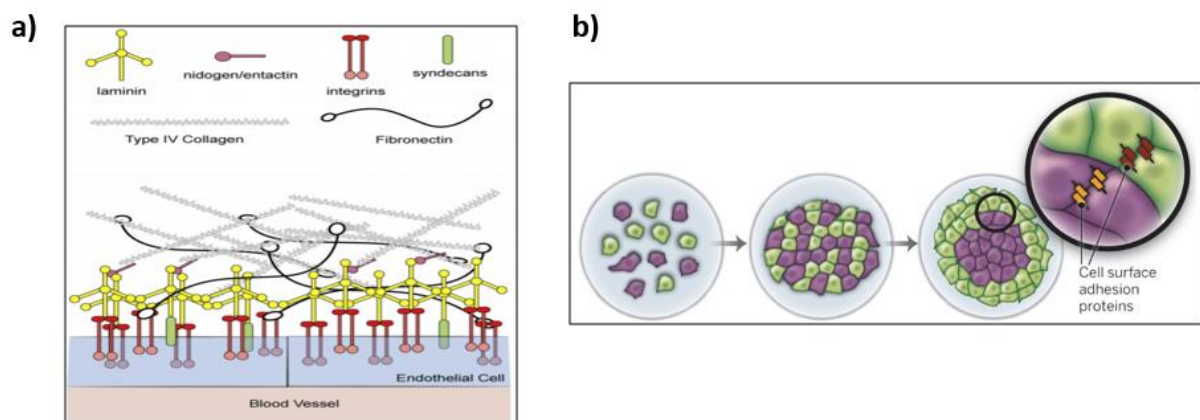 a)
laminin
nidogen/entactin
integrins
syndecans
Type IV Collagen
Fibronectin
Endothelial Cell
Blood Vessel
b)
Cell surface
adhesion
proteins